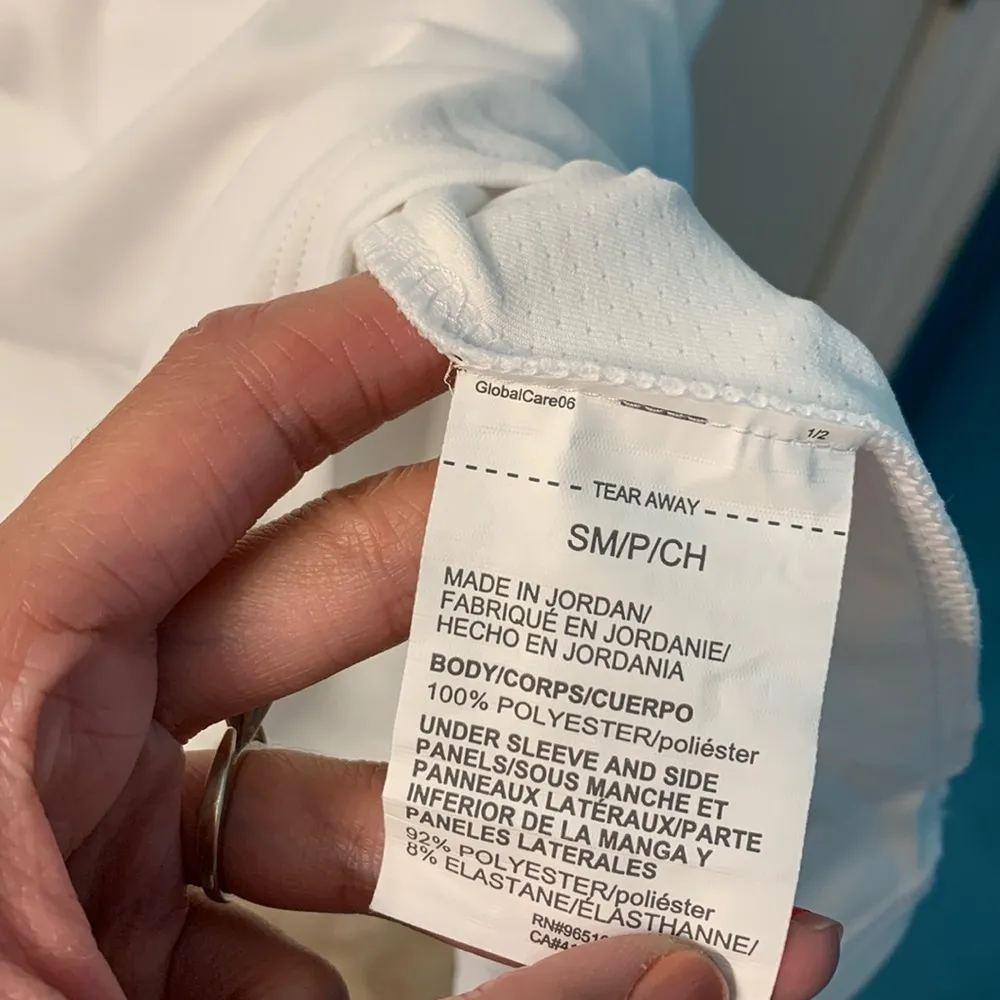 GlobalCare06
1/2
TEAR AWAY
SM/P/CH
MADE IN JORDAN/
FABRIQUÉ EN JORDANIE/
HECHO EN JORDANIA
BODY/CORPS/CUERPO
100% POLYESTER/poliéster
UNDER SLEEVE AND SIDE
PANELS/SOUS MANCHE ET
PANNEAUX LATÉRAUX/PARTE
INFERIOR DE LA MANGA Y
PANELES LATERALES
92% POLYESTER/poliéster
8% ELASTANE/ÉLASTHANNE/